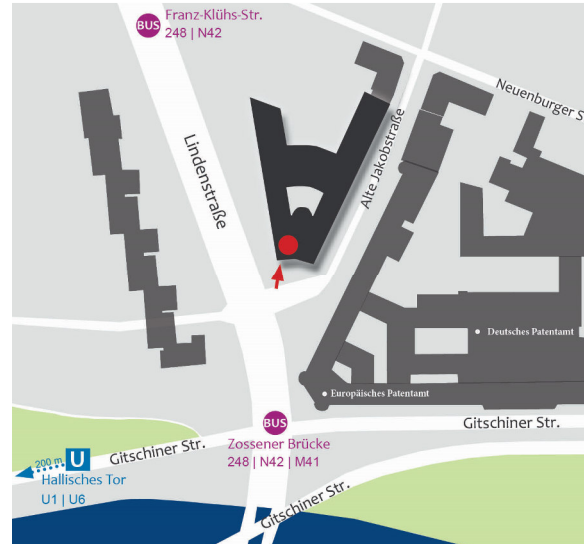 BUS
Franz-Klühs-Str.
248 | N42
Neuenburger S
Lindenstraße
Alte Jakobstraße
Deutsches Patentamt
Europäisches Patentamt
BUS
Gitschiner Str.
Zossener Brücke
248 | N42 | M41
Gitschiner Str.
200 m
U
Hallisches Tor
U1 | U6
Gitschiner Str.